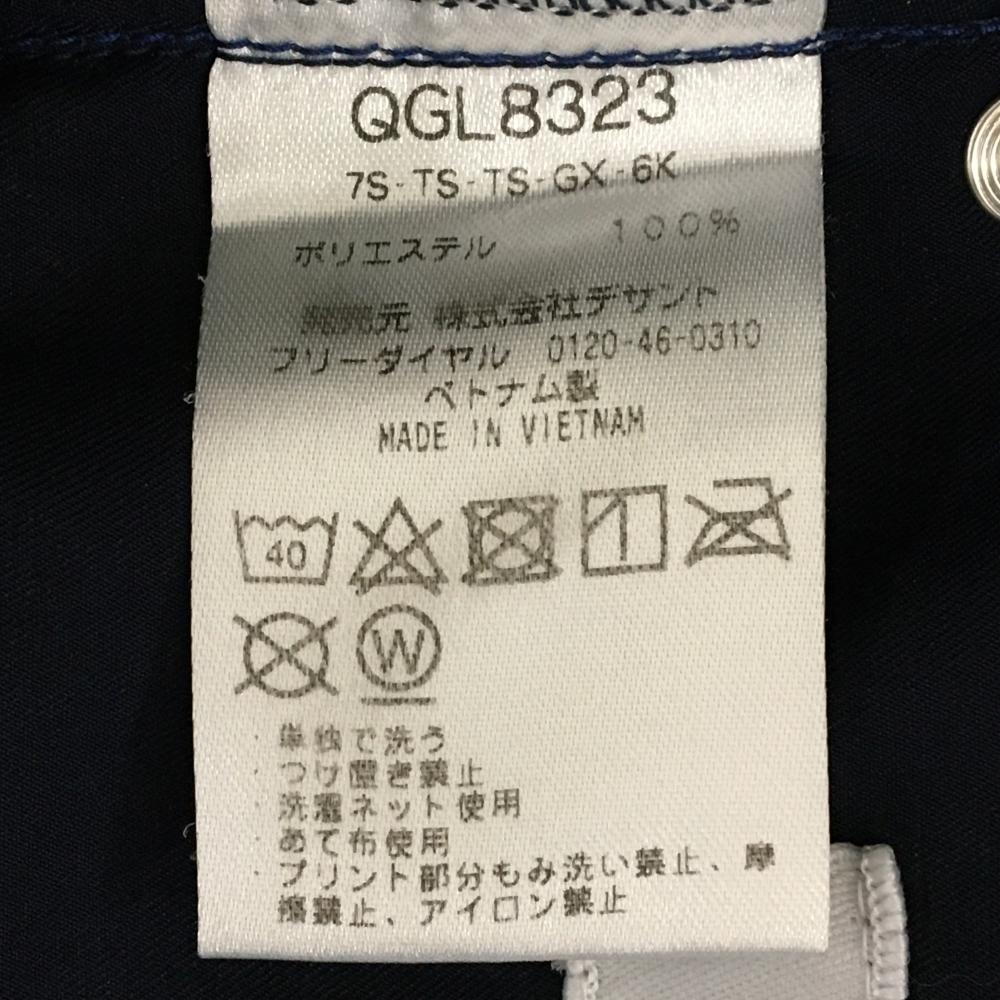 QGL8323
7S-TS-TS-GX-6K
ポリエステル 100%
発売元 株式会社デサント
フリーダイヤル 0120-46-0310
ベトナム製
MADE IN VIETNAM
40
W
・単独で洗う
・つけ置き禁止
・洗濯ネット使用
・あて布使用
・プリント部分もみ洗い禁止、摩
擦禁止、アイロン禁止